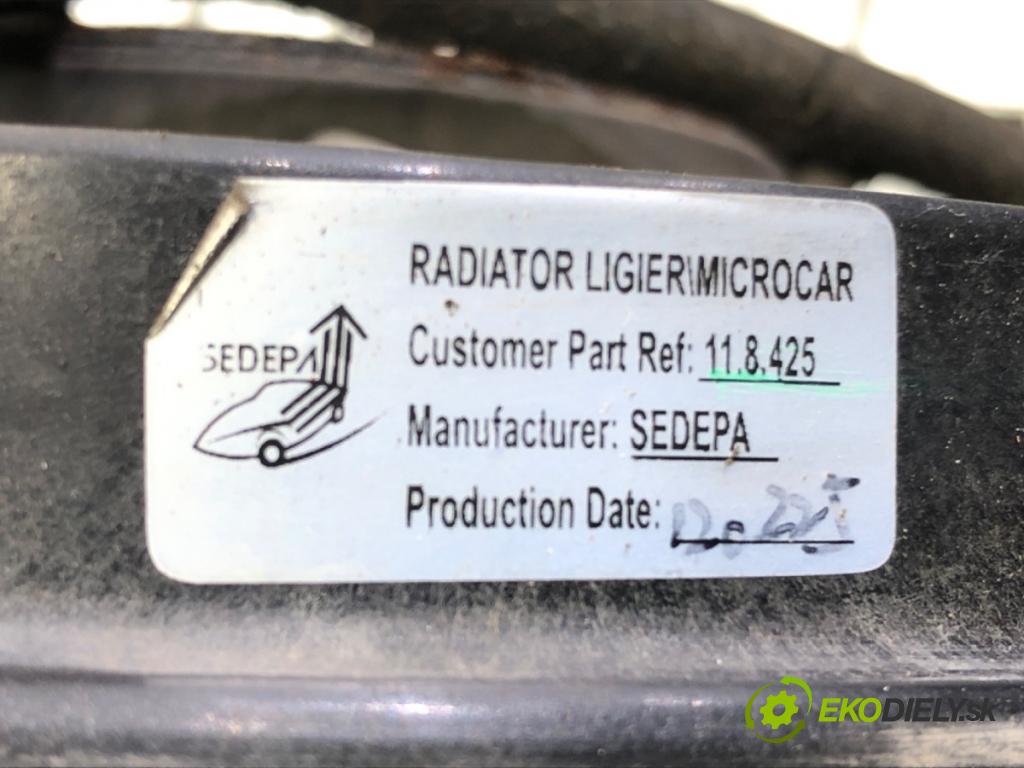 RADIATOR LIGIER\MICROCAR
SEDEPA
Customer Part Ref: 11.8.425
Manufacturer: SEDEPA
Production Date:
EKODIELY.SK